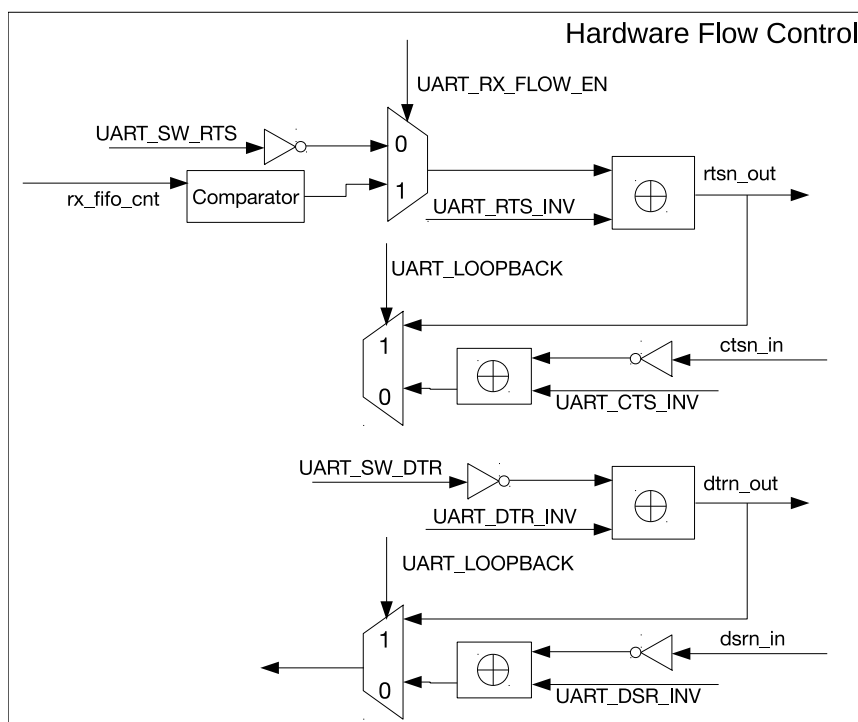 Hardware Flow Control
UART_RX_FLOW_EN
UART_SW_RTS
0
1
rx_fifo_cnt
Comparator
rtsn_out
UART_RTS_INV
UART_LOOPBACK
1
0
ctsn_in
UART_CTS_INV
UART_SW_DTR
dtrn_out
UART_DTR_INV
UART_LOOPBACK
1
0
dsrn_in
UART_DSR_INV